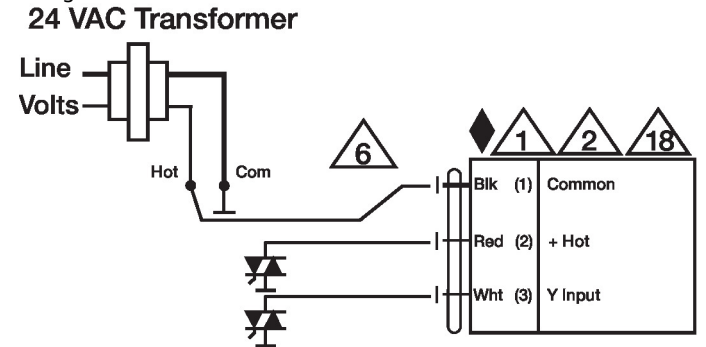 24 VAC Transformer
Line
Volts
Hot
Com
6
1
2
18
Blk (1) Common
Red (2) + Hot
Wht (3) Y Input